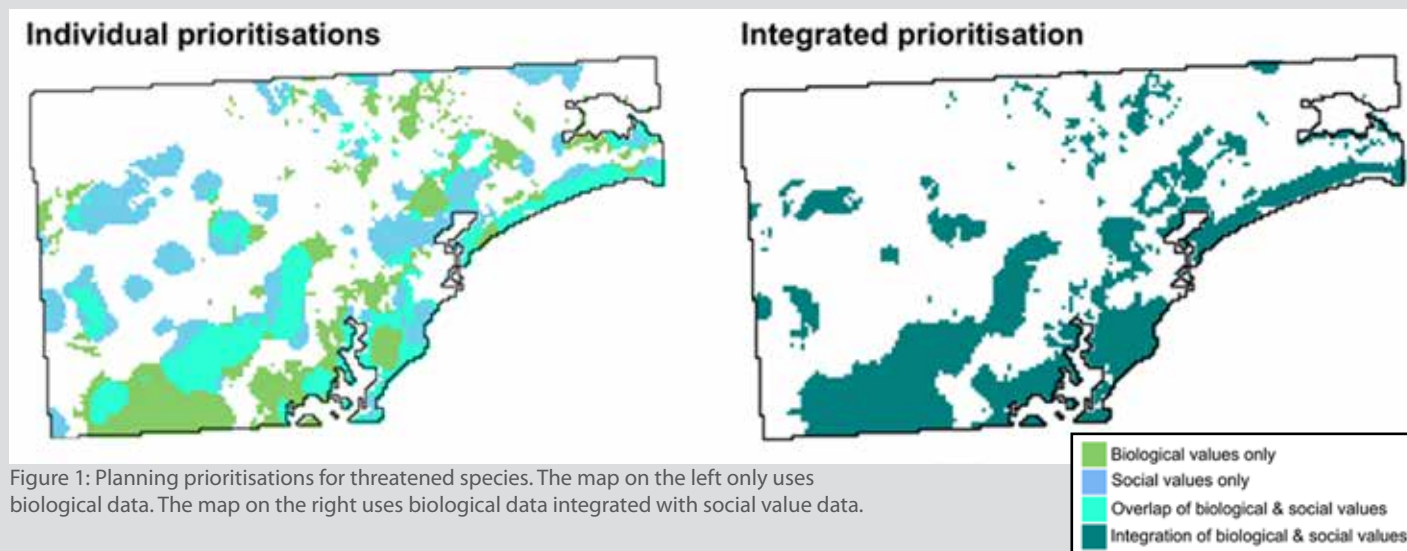 Individual prioritisations
Integrated prioritisation
Figure 1: Planning prioritisations for threatened species. The map on the left only uses
biological data. The map on the right uses biological data integrated with social value data.
Biological values only
Social values only
Overlap of biological & social values
Integration of biological & social values